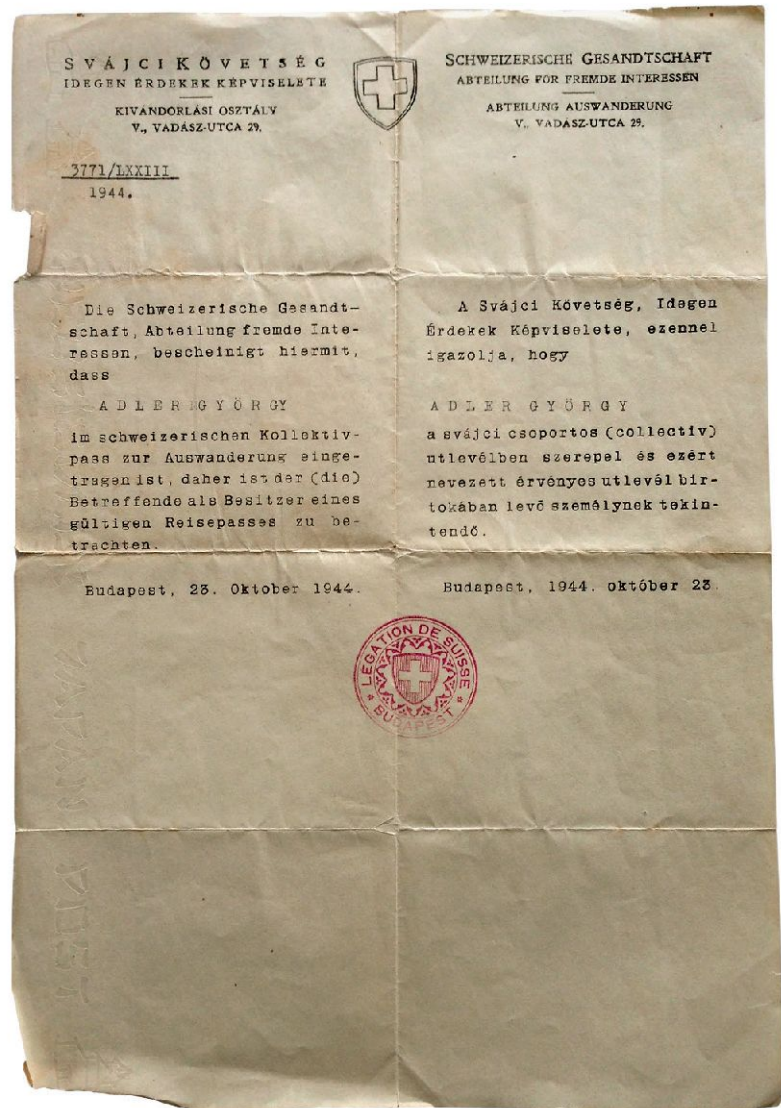 SVÁJCI KÖVETSÉG
IDEGEN ÉRDEKEK KÉPVISELETE
KIVÁNDORLÁSI OSZTÁLY
V., VADÁSZ-UTCA 29.
SCHWEIZERISCHE GESANDTSCHAFT
ABTEILUNG FÜR FREMDE INTERESSEN
ABTEILUNG AUSWANDERUNG
V., VADÁSZ-UTCA 29.
3771/LXXIII
1944.
Die Schweizerische Gesandt-
schaft, Abteilung fremde Inte-
ressen, bescheinigt hiermit,
dass
ADLER GYÖRGY
im schweizerischen Kollektiv-
pass zur Auswanderung einge-
tragen ist, daher ist der (die)
Betreffende als Besitzer eines
gültigen Reisepasses zu be-
trachten.
Budapest, 23. Oktober 1944.
A Svájci Követség, Idegen
Érdekek Képviselete, ezennel
igazolja, hogy
ADLER GYÖRGY
a svájci csoportos (collectiv)
utlevélben szerepel és ezért
nevezett érvényes utlevél bir-
tokában levő személynek tekin-
tendő.
Budapest, 1944. október 23.
LEGATION DE SUISSE
* BUDAPEST *